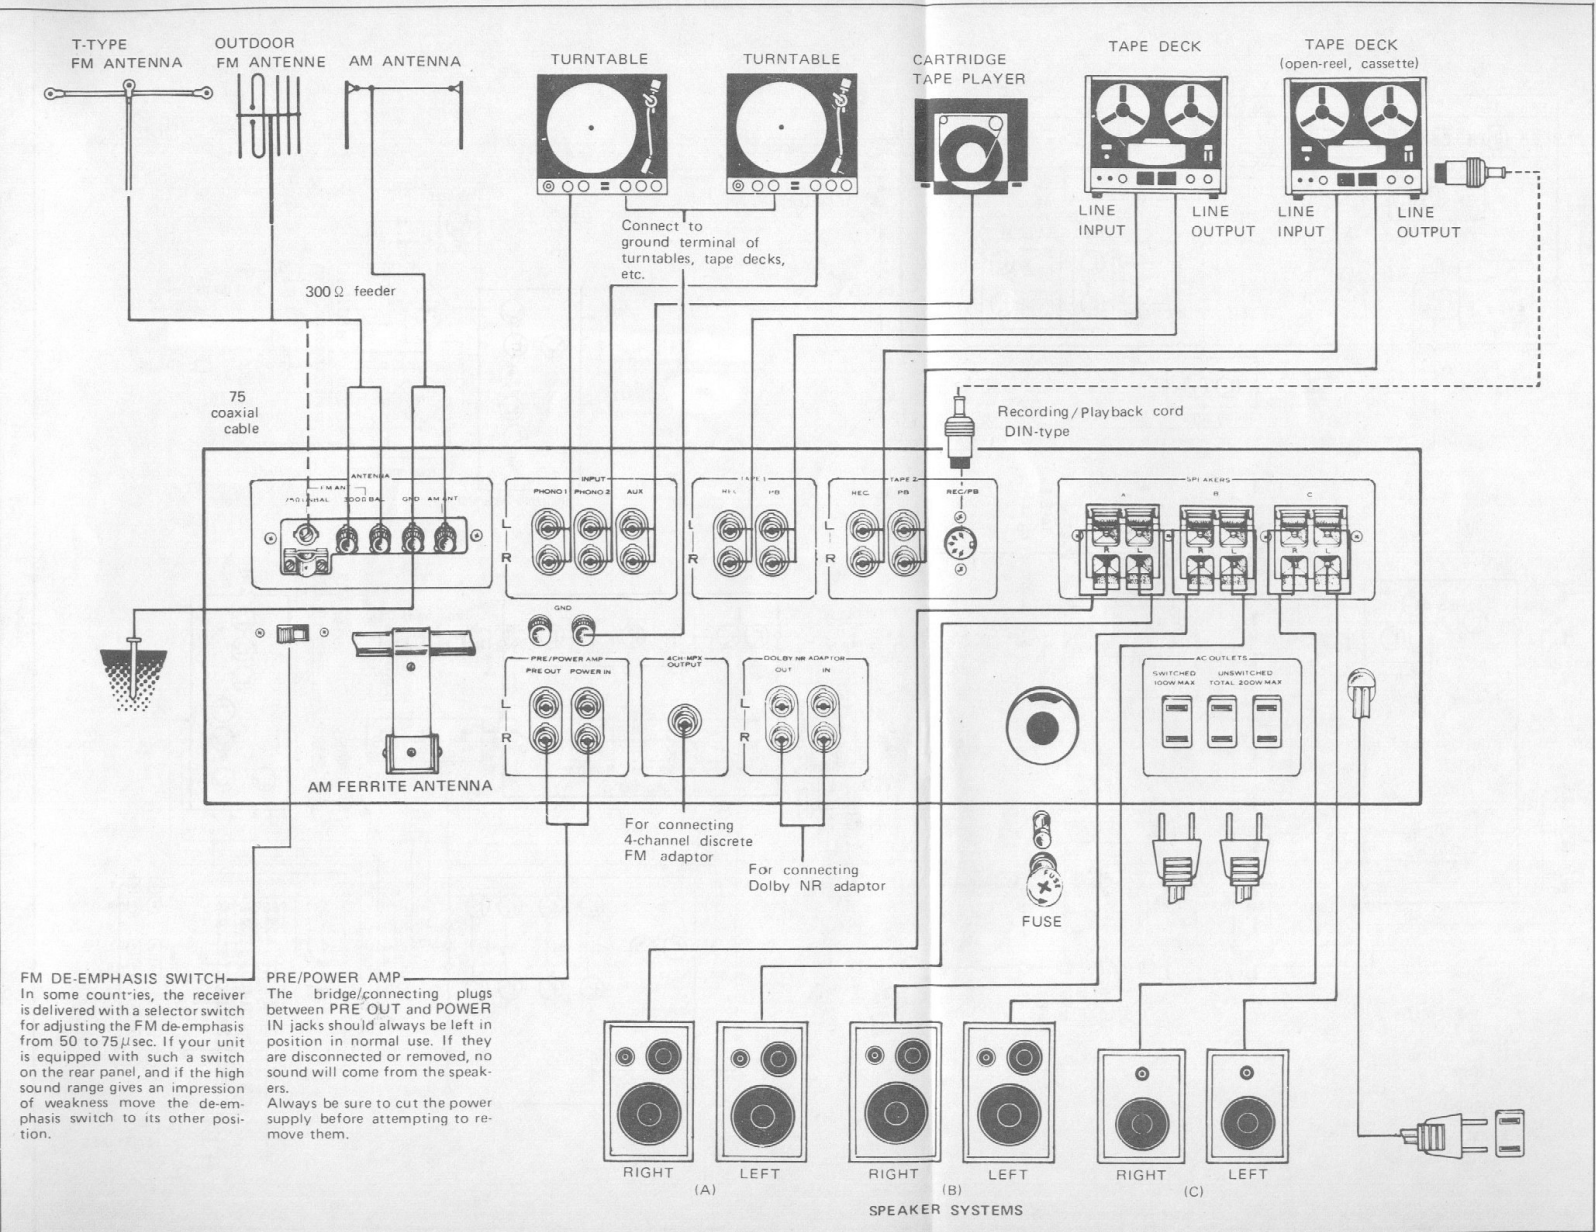 T-TYPE
FM ANTENNA
OUTDOOR
FM ANTENNE
AM ANTENNA
TURNTABLE
TURNTABLE
CARTRIDGE
TAPE PLAYER
TAPE DECK
TAPE DECK
(open-reel, cassette)
LINE
INPUT
LINE
OUTPUT
LINE
INPUT
LINE
OUTPUT
Connect to
ground terminal of
turntables, tape decks,
etc.
300Ω feeder
75
coaxial
cable
Recording/Playback cord
DIN-type
ANTENNA
FM ANT
300Ω BAL
GND
AM ANT
INPUT
PHONO 1
PHONO 2
AUX
L
R
TAPE 1
REC
PB
L
R
TAPE 2
REC
PB
REC/PB
L
R
SPEAKERS
A
B
C
R
L
R
L
R
L
GND
PRE/POWER AMP
PRE OUT
POWER IN
L
R
4CH-MPX
OUTPUT
DOLBY NR ADAPTOR
OUT
IN
L
R
AC OUTLETS
SWITCHED
100W MAX
UNSWITCHED
TOTAL 200W MAX
AM FERRITE ANTENNA
For connecting
4-channel discrete
FM adaptor
For connecting
Dolby NR adaptor
FUSE
FUSE
FM DE-EMPHASIS SWITCH
In some countries, the receiver
is delivered with a selector switch
for adjusting the FM de-emphasis
from 50 to 75μsec. If your unit
is equipped with such a switch
on the rear panel, and if the high
sound range gives an impression
of weakness move the de-em-
phasis switch to its other posi-
tion.
PRE/POWER AMP
The bridge/connecting plugs
between PRE OUT and POWER
IN jacks should always be left in
position in normal use. If they
are disconnected or removed, no
sound will come from the speak-
ers.
Always be sure to cut the power
supply before attempting to re-
move them.
RIGHT
LEFT
(A)
RIGHT
LEFT
(B)
RIGHT
LEFT
(C)
SPEAKER SYSTEMS